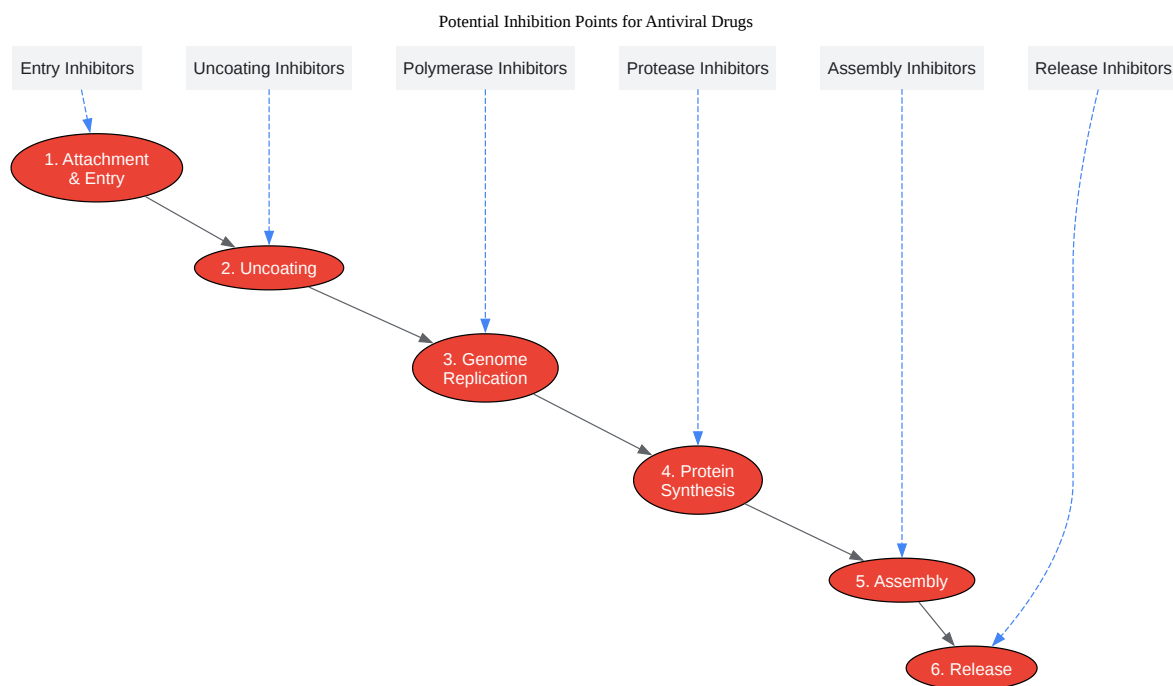 Potential Inhibition Points for Antiviral Drugs
Entry Inhibitors
Uncoating Inhibitors
Polymerase Inhibitors
Protease Inhibitors
Assembly Inhibitors
Release Inhibitors
1. Attachment
& Entry
2. Uncoating
3. Genome
Replication
4. Protein
Synthesis
5. Assembly
6. Release